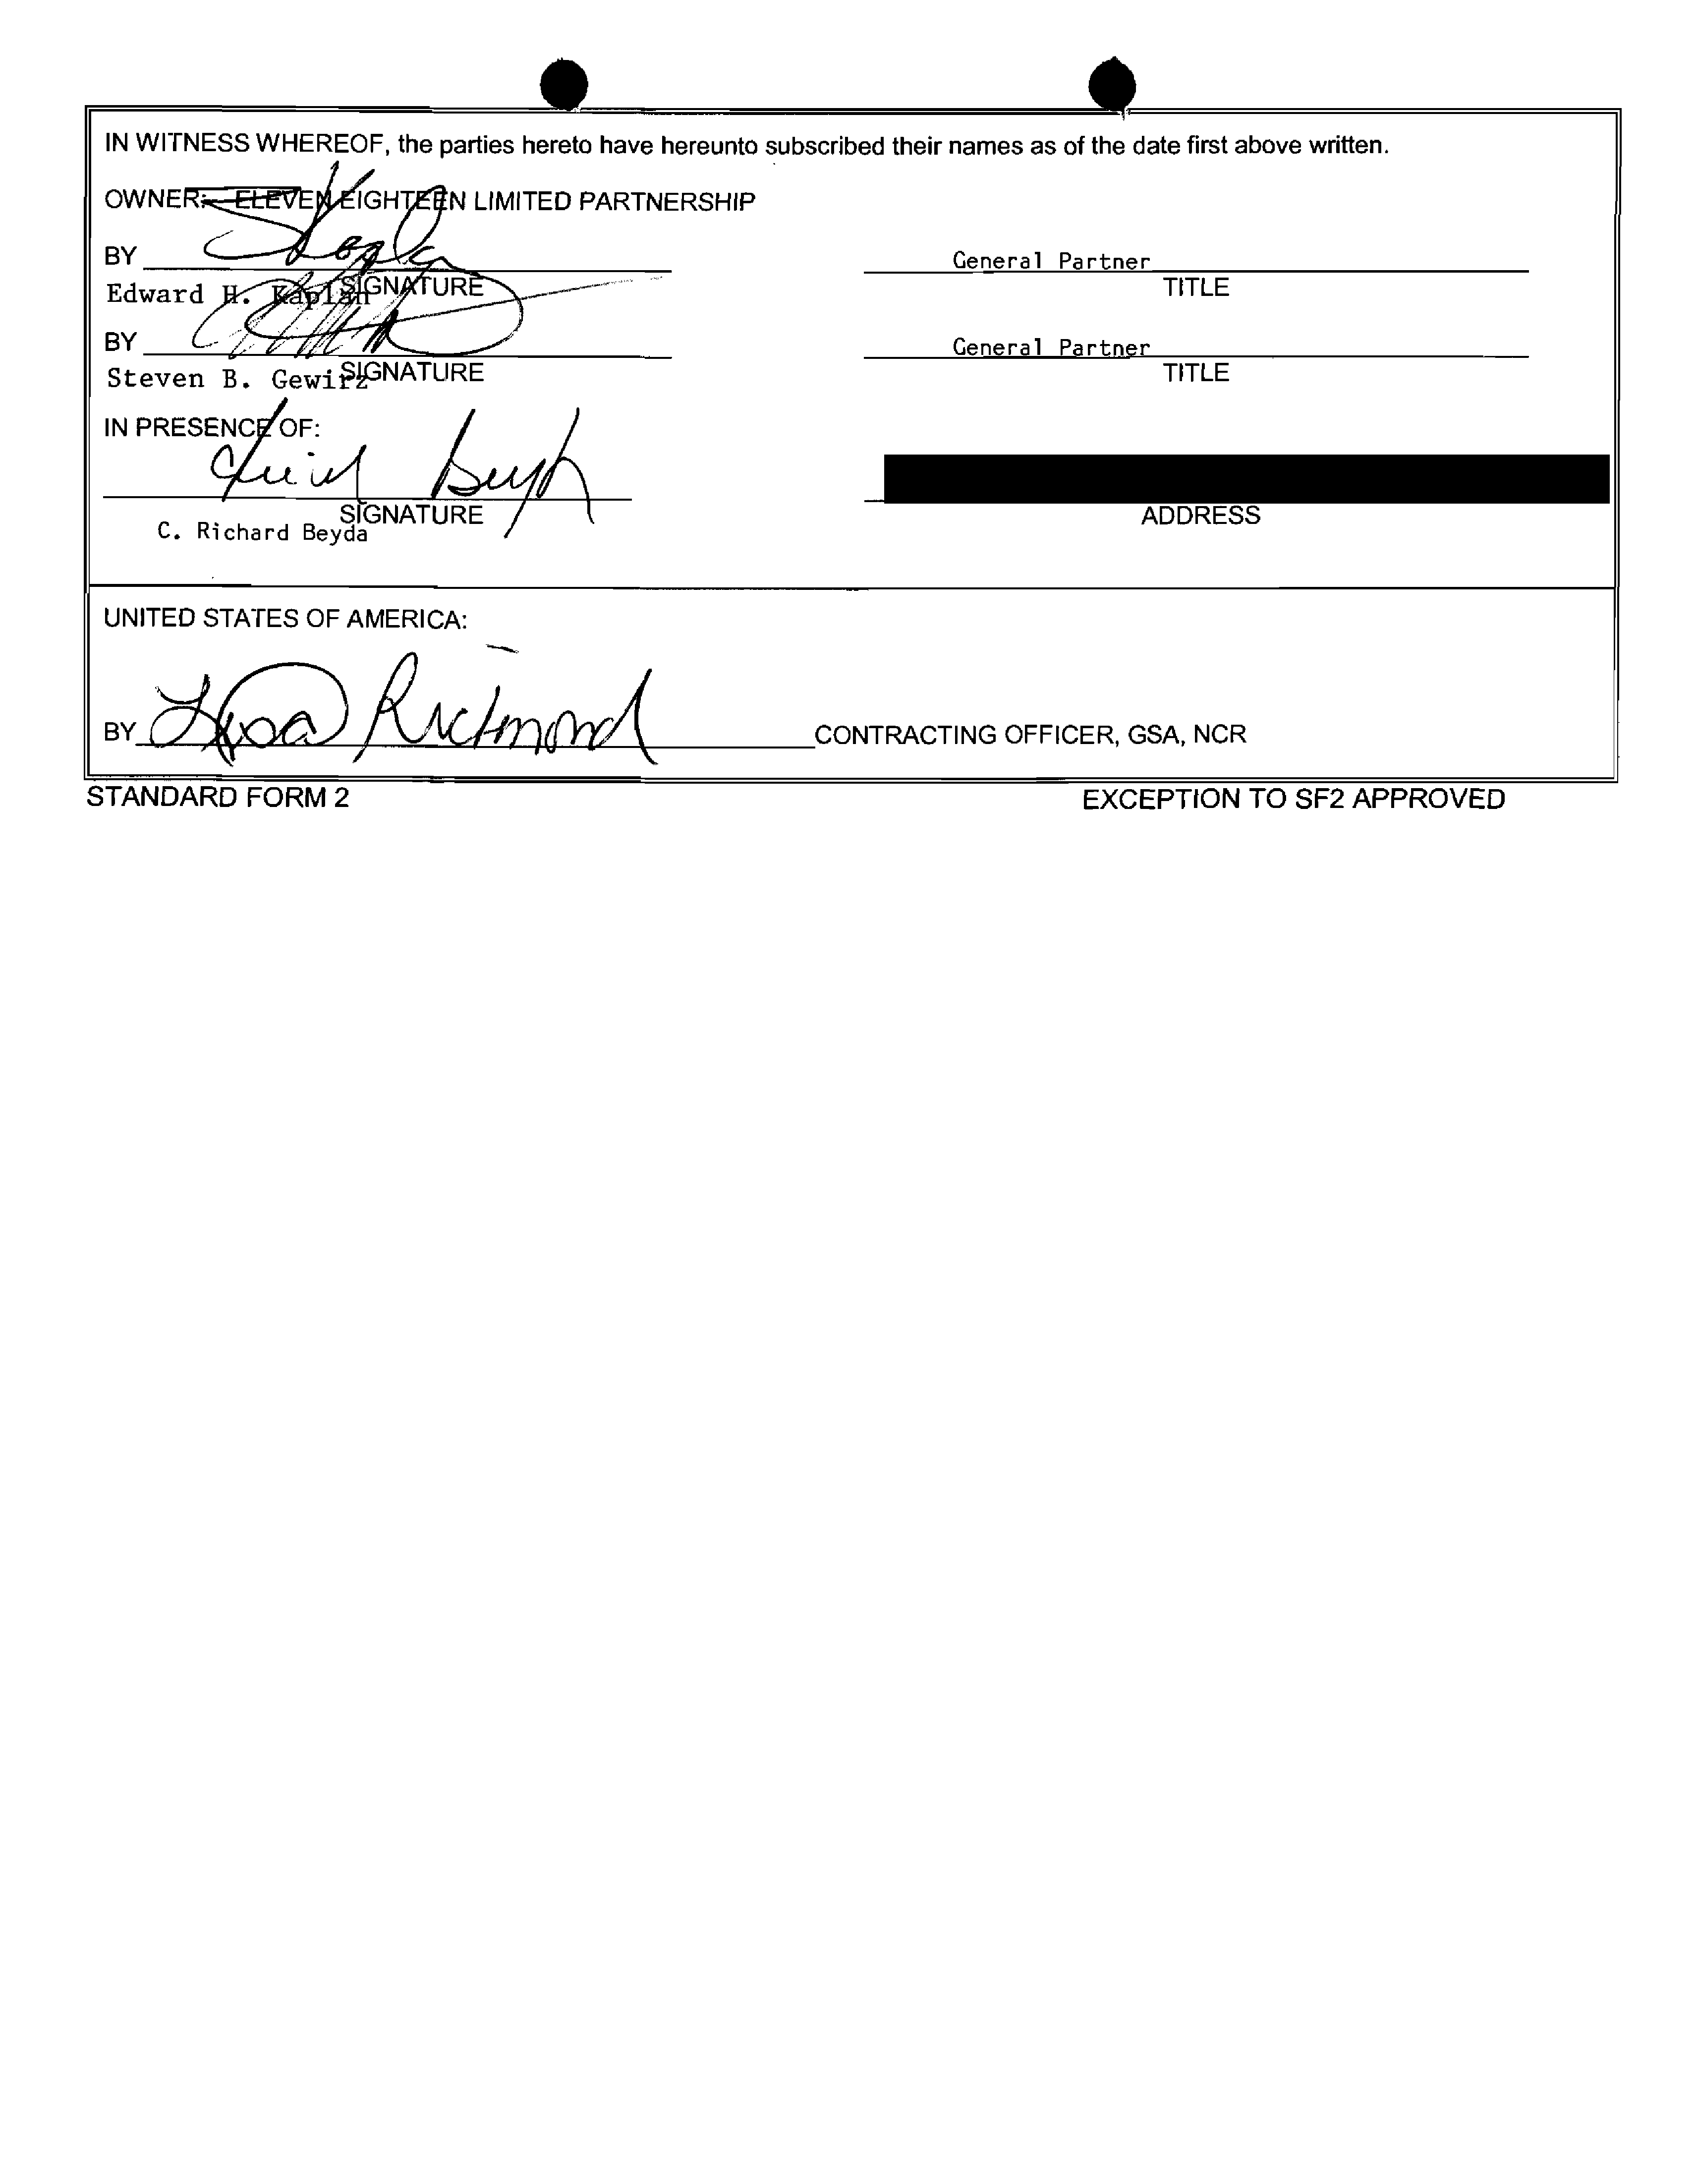 IN WITNESS WHEREOF, the parties hereto have hereunto subscribed their names as of the date first above written.
OWNER: ELEVEN EIGHTEEN LIMITED PARTNERSHIP
BY General Partner
Edward H. Kaplan SIGNATURE TITLE
BY General Partner
Steven B. Gewirz SIGNATURE TITLE
IN PRESENCE OF:
SIGNATURE ADDRESS
C. Richard Beyda
UNITED STATES OF AMERICA:
BY Lisa Richmond CONTRACTING OFFICER, GSA, NCR
STANDARD FORM 2 EXCEPTION TO SF2 APPROVED